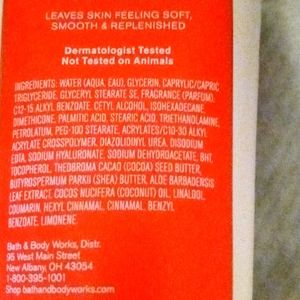 LEAVES SKIN FEELING SOFT,
SMOOTH & REPLENISHED
Dermatologist Tested
Not Tested on Animals
INGREDIENTS: WATER (AQUA, EAU), GLYCERIN, CAPRYLIC/CAPRIC
TRIGLYCERIDE, GLYCERYL STEARATE SE, FRAGRANCE (PARFUM),
C12-15 ALKYL BENZOATE, CETYL ALCOHOL, ISOHEXADECANE,
DIMETHICONE, PALMITIC ACID, STEARIC ACID, TRIETHANOLAMINE,
PETROLATUM, PEG-100 STEARATE, ACRYLATES/C10-30 ALKYL
ACRYLATE CROSSPOLYMER, DIAZOLIDINYL UREA, DISODIUM
EDTA, SODIUM HYALURONATE, SODIUM DEHYDROACETATE, BHT,
TOCOPHEROL, THEOBROMA CACAO (COCOA) SEED BUTTER,
BUTYROSPERMUM PARKII (SHEA) BUTTER, ALOE BARBADENSIS
LEAF EXTRACT, COCOS NUCIFERA (COCONUT) OIL, LINALOOL,
COUMARIN, HEXYL CINNAMAL, CINNAMAL, BENZYL
BENZOATE, LIMONENE.
Bath & Body Works, Distr.
95 West Main Street
New Albany, OH 43054
1-800-395-1001
Shop bathandbodyworks.com